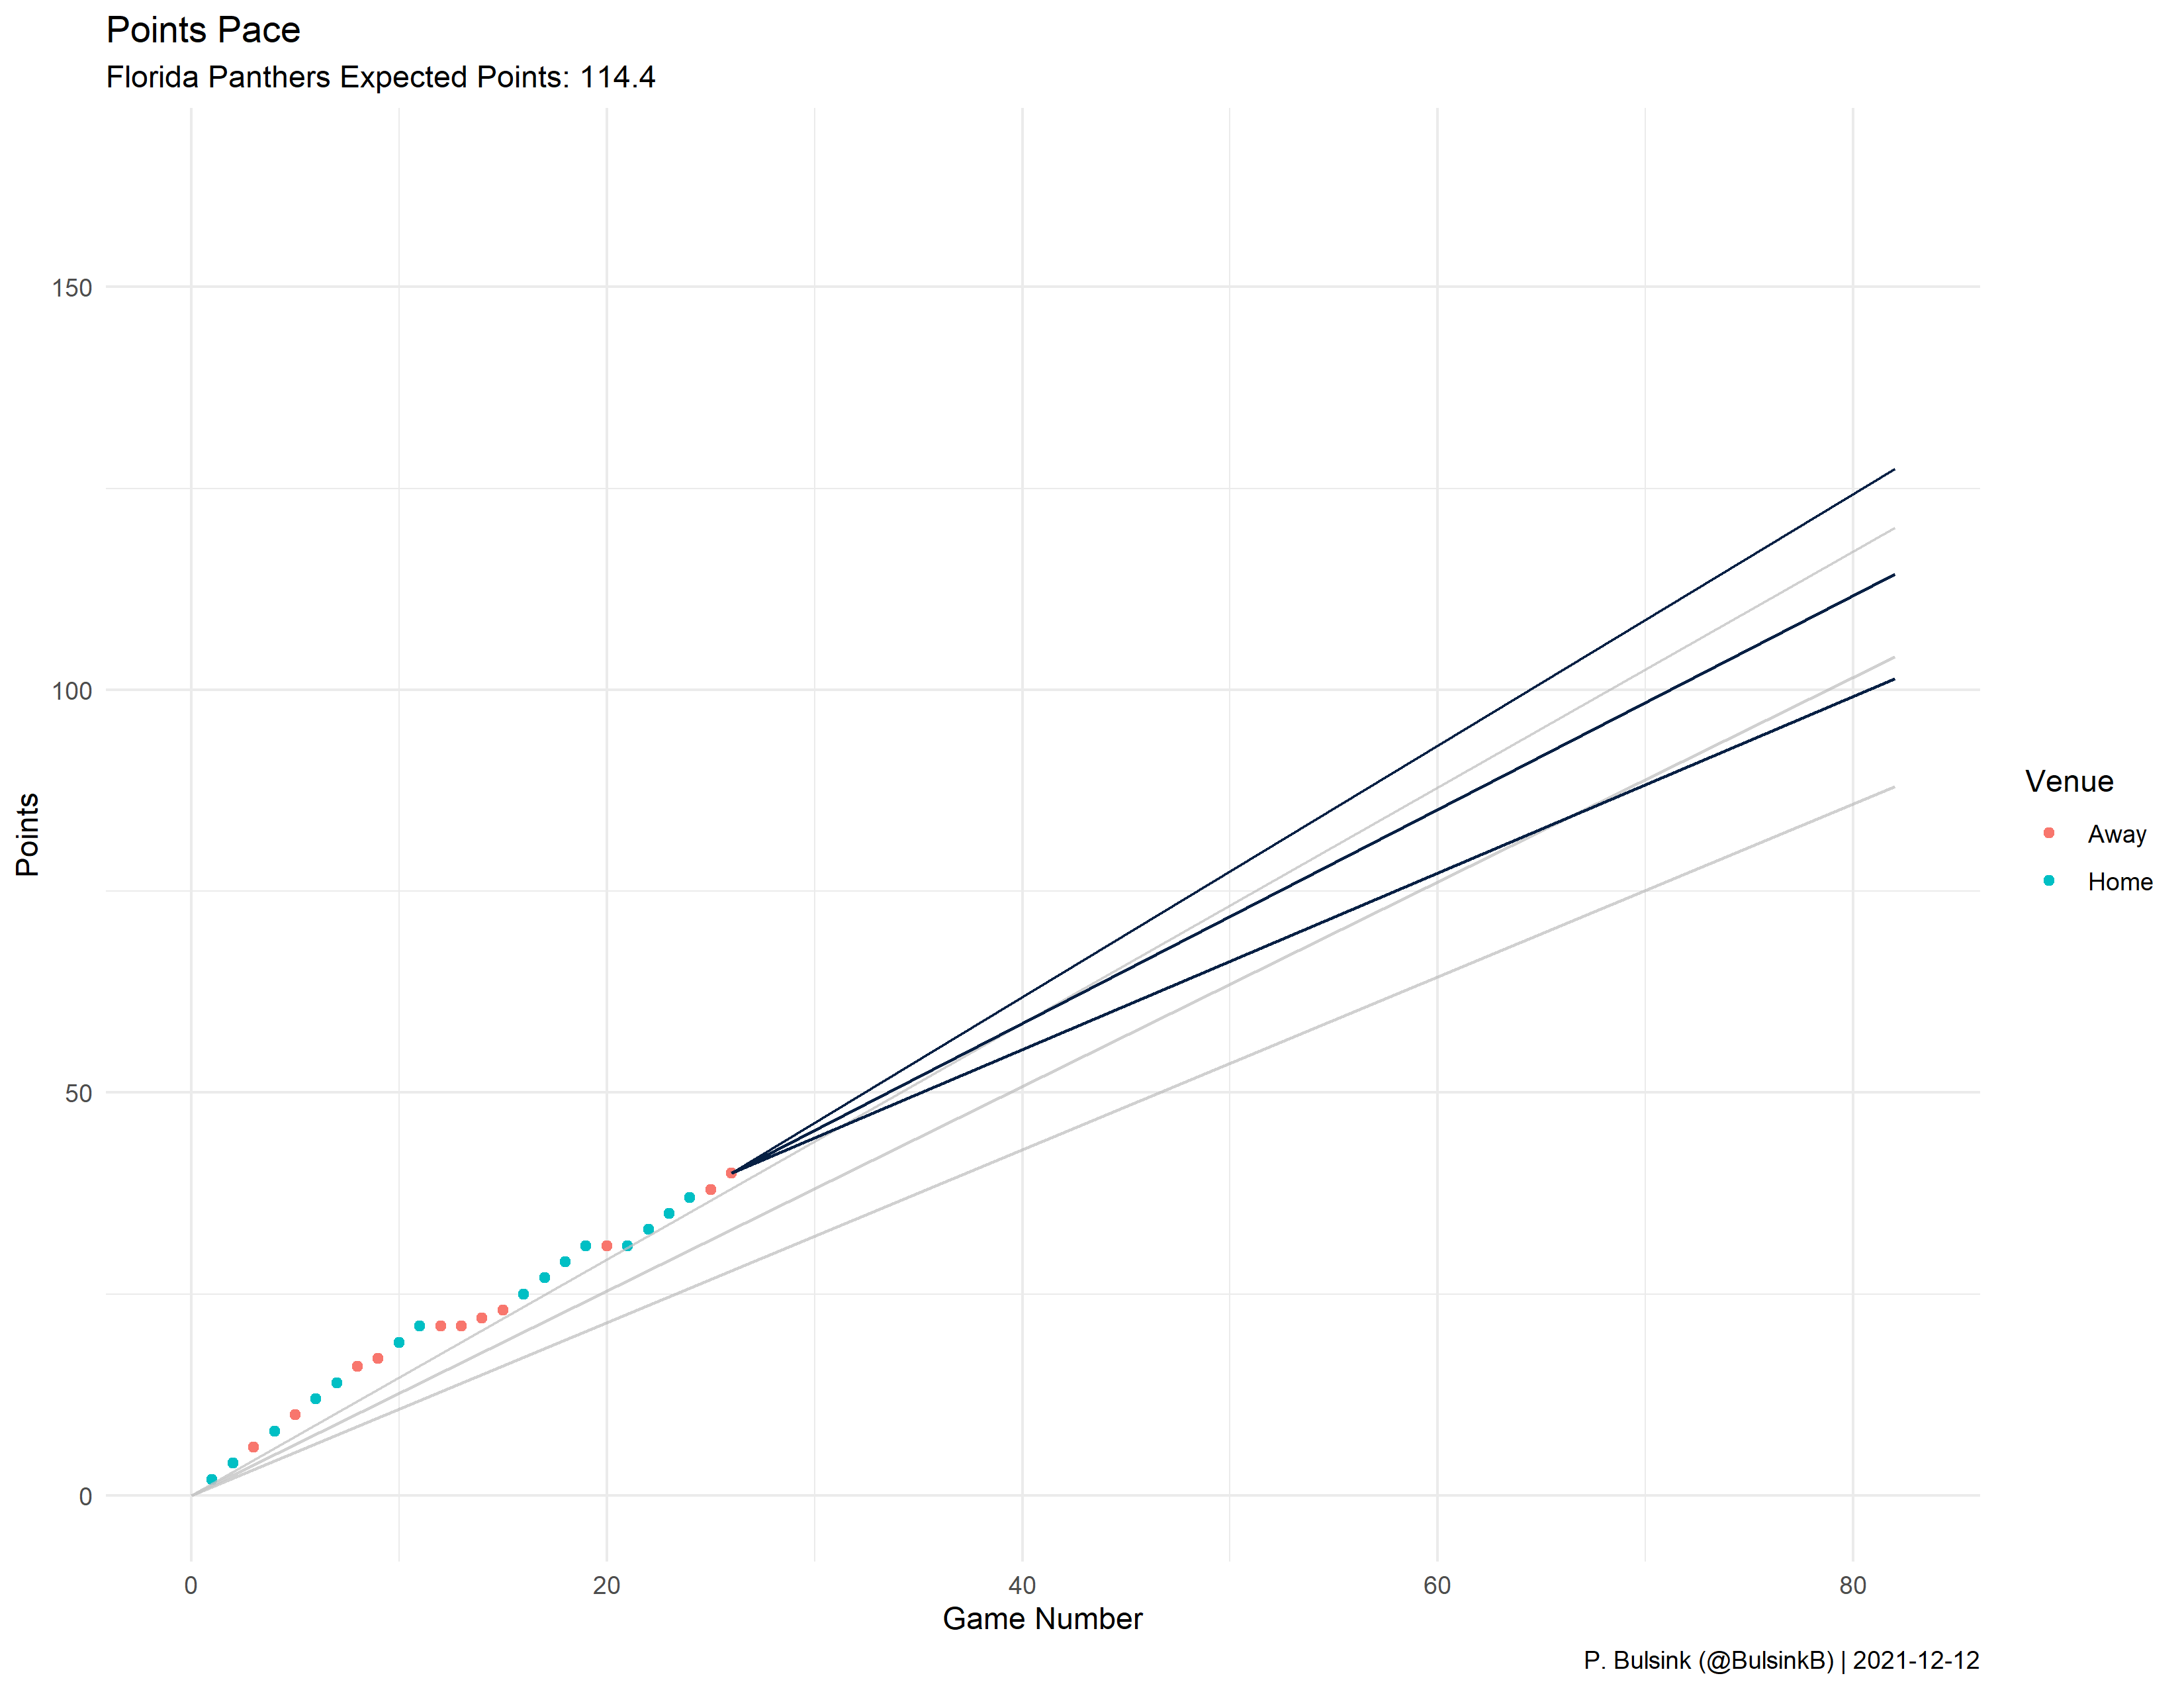 Points Pace
Florida Panthers Expected Points: 114.4
150
100
50
0
Points
0 20 40 60 80
Game Number
Venue
Away
Home
P. Bulsink (@BulsinkB) | 2021-12-12